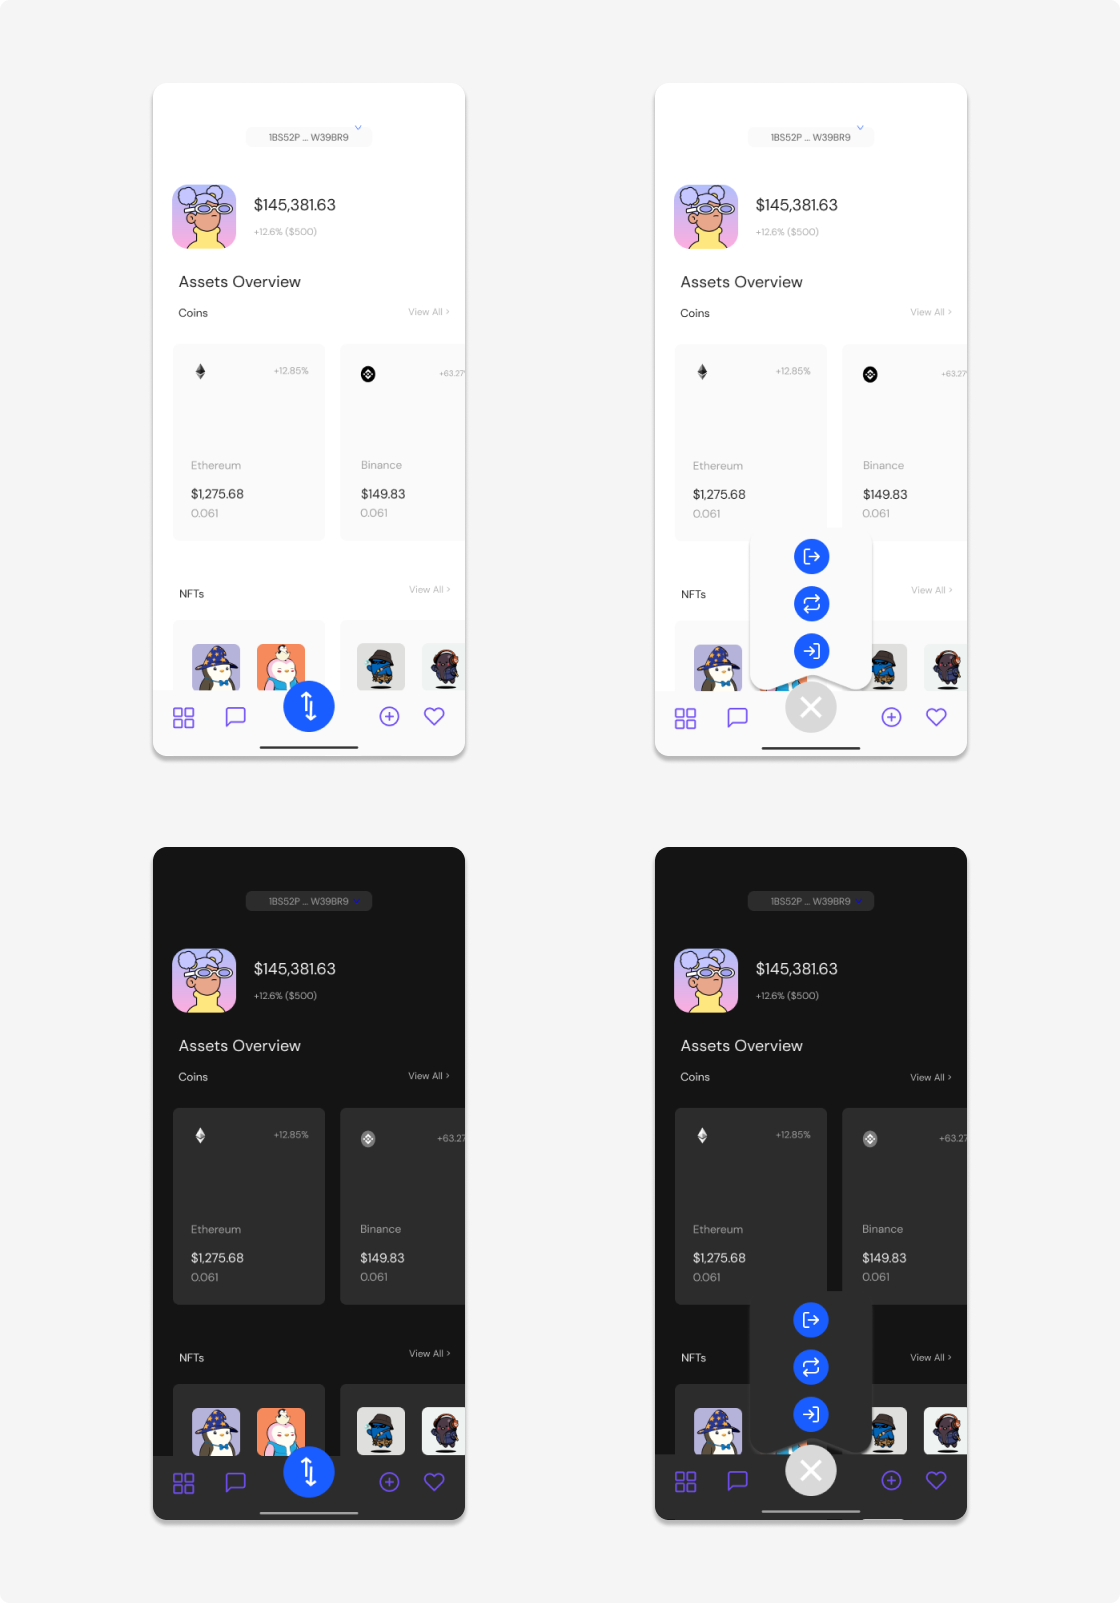 1BS52P ... W39BR9
$145,381.63
+12.6% ($500)
Assets Overview
Coins
View All >
+12.85%
+63.27%
Ethereum
Binance
$1,275.68
$149.83
0.061
0.061
NFTs
View All >
1BS52P ... W39BR9
$145,381.63
+12.6% ($500)
Assets Overview
Coins
View All >
+12.85%
+63.27%
Ethereum
Binance
$1,275.68
$149.83
0.061
0.061
NFTs
View All >
1BS52P ... W39BR9
$145,381.63
+12.6% ($500)
Assets Overview
Coins
View All >
+12.85%
+63.27
Ethereum
Binance
$1,275.68
$149.83
0.061
0.061
NFTs
View All >
1BS52P ... W39BR9
$145,381.63
+12.6% ($500)
Assets Overview
Coins
View All >
+12.85%
+63.27
Ethereum
Binance
$1,275.68
$149.83
0.061
0.061
NFTs
View All >